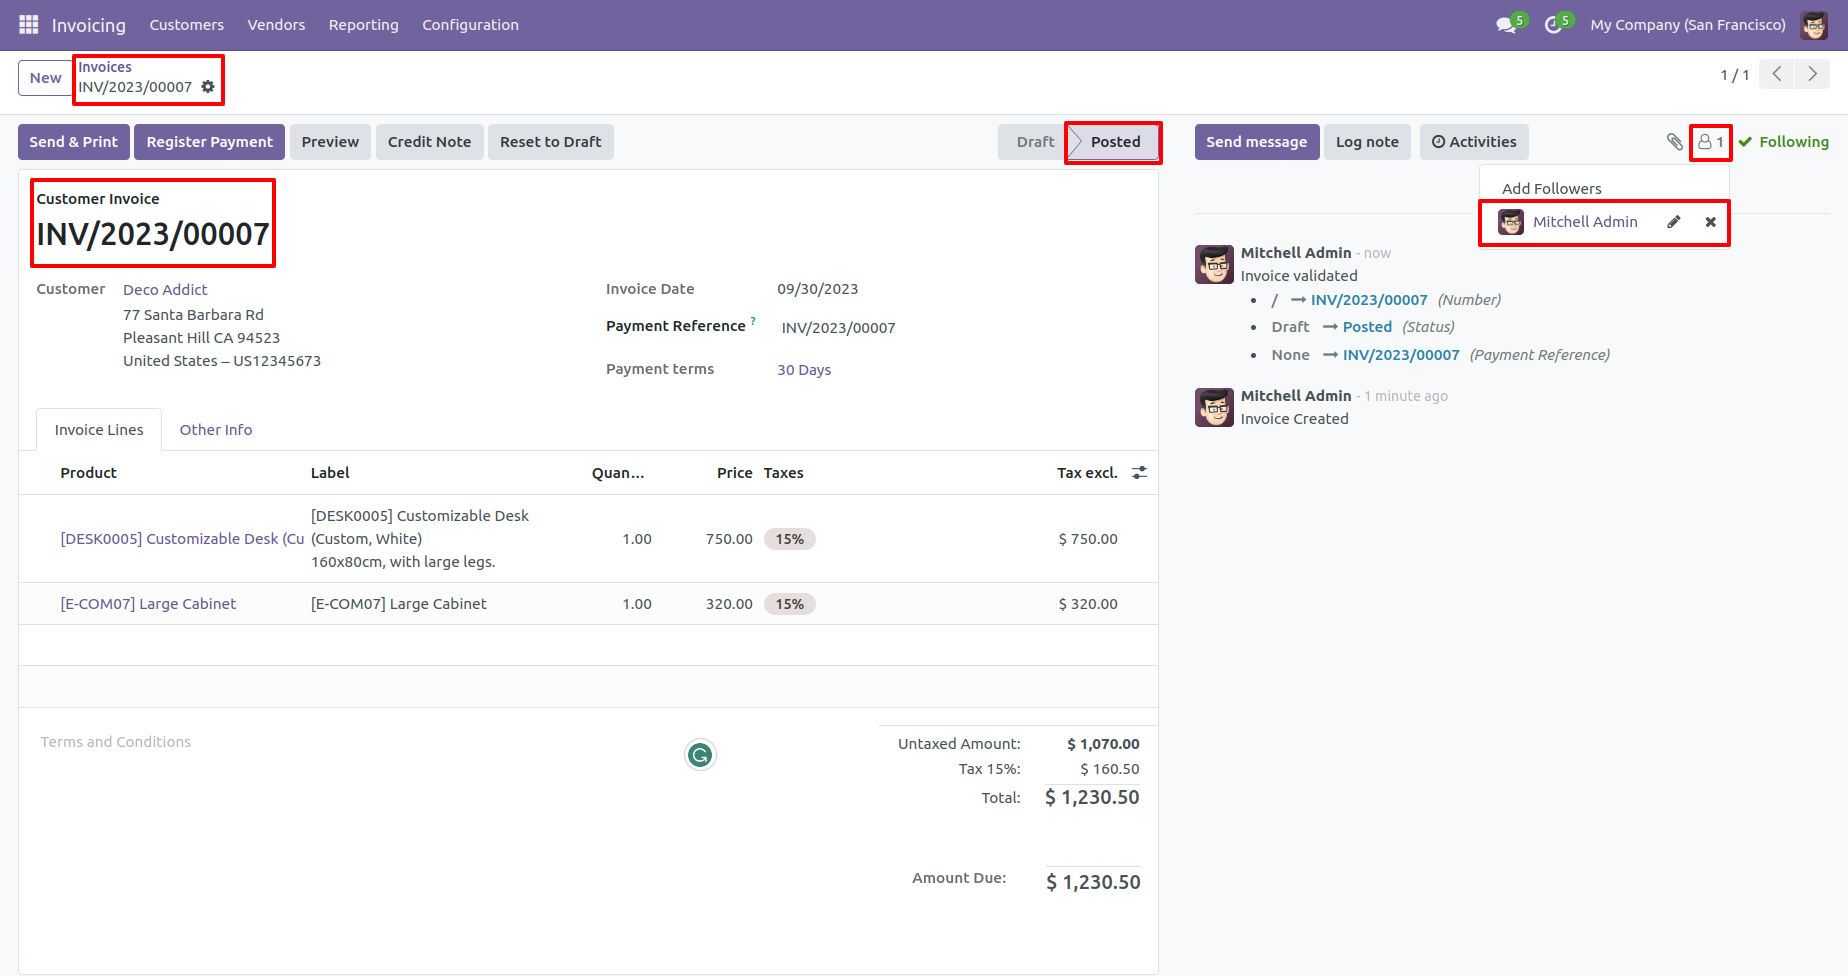 Invoicing Customers Vendors Reporting Configuration 5 5 My Company (San Francisco)
New Invoices
INV/2023/00007 1 / 1
Send & Print Register Payment Preview Credit Note Reset to Draft Draft Posted Send message Log note Activities 1 Following
Add Followers
Mitchell Admin
Customer Invoice
INV/2023/00007
Customer Deco Addict
77 Santa Barbara Rd
Pleasant Hill CA 94523
United States – US12345673
Invoice Date 09/30/2023
Payment Reference ? INV/2023/00007
Payment terms 30 Days
Invoice Lines Other Info
Product Label Quan... Price Taxes Tax excl.
[DESK0005] Customizable Desk
[DESK0005] Customizable Desk (Cu (Custom, White) 1.00 750.00 15% $ 750.00
160x80cm, with large legs.
[E-COM07] Large Cabinet [E-COM07] Large Cabinet 1.00 320.00 15% $ 320.00
Terms and Conditions
Untaxed Amount: $ 1,070.00
Tax 15%: $ 160.50
Total: $ 1,230.50
Amount Due: $ 1,230.50
Mitchell Admin - now
Invoice validated
• / → INV/2023/00007 (Number)
• Draft → Posted (Status)
• None → INV/2023/00007 (Payment Reference)
Mitchell Admin - 1 minute ago
Invoice Created